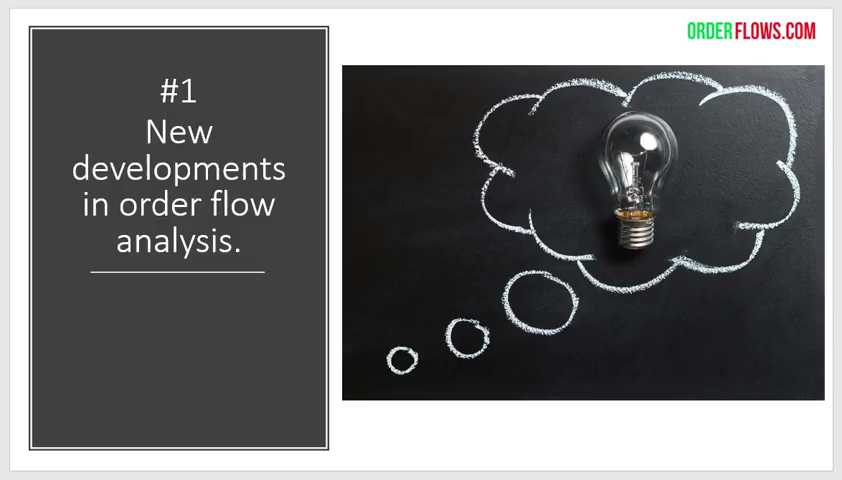 ORDERFLOWS.COM
#1
New
developments
in order flow
analysis.